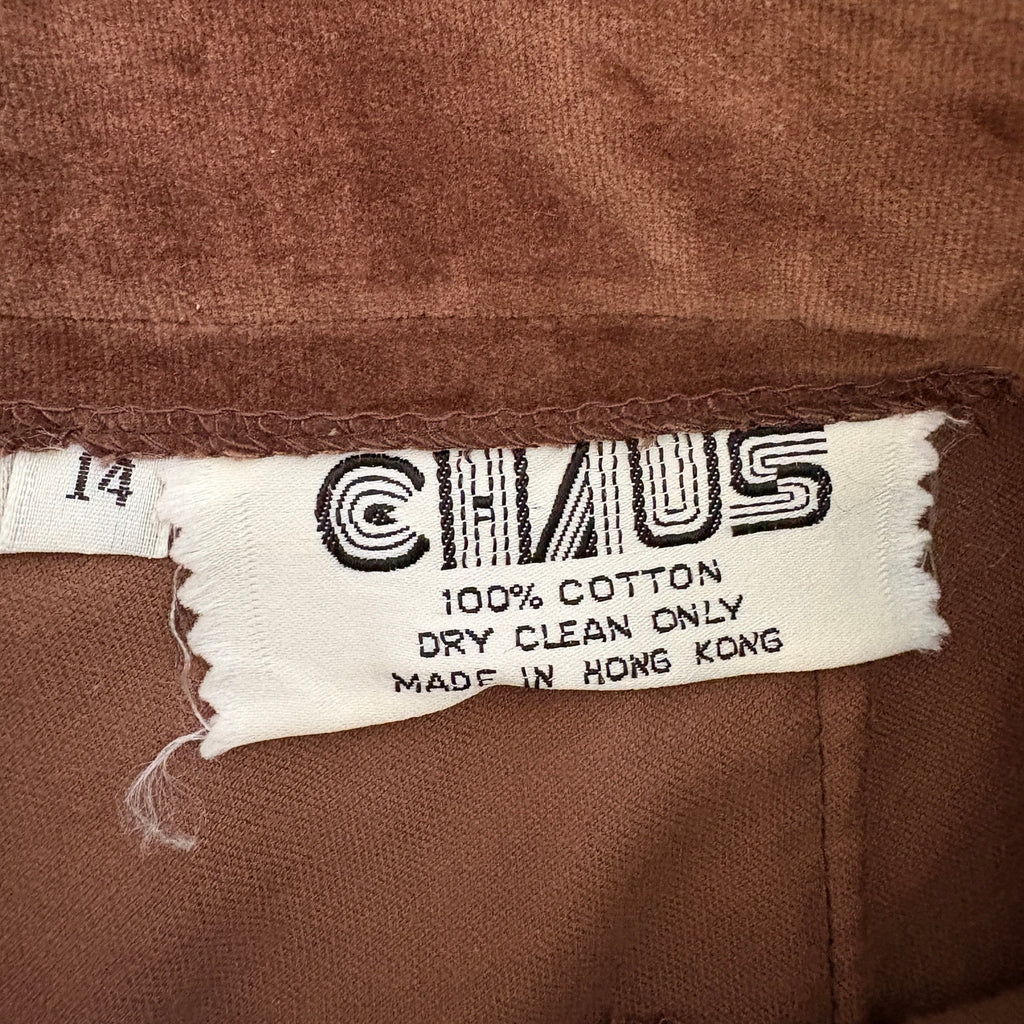 14
CHAUS
100% COTTON
DRY CLEAN ONLY
MADE IN HONG KONG